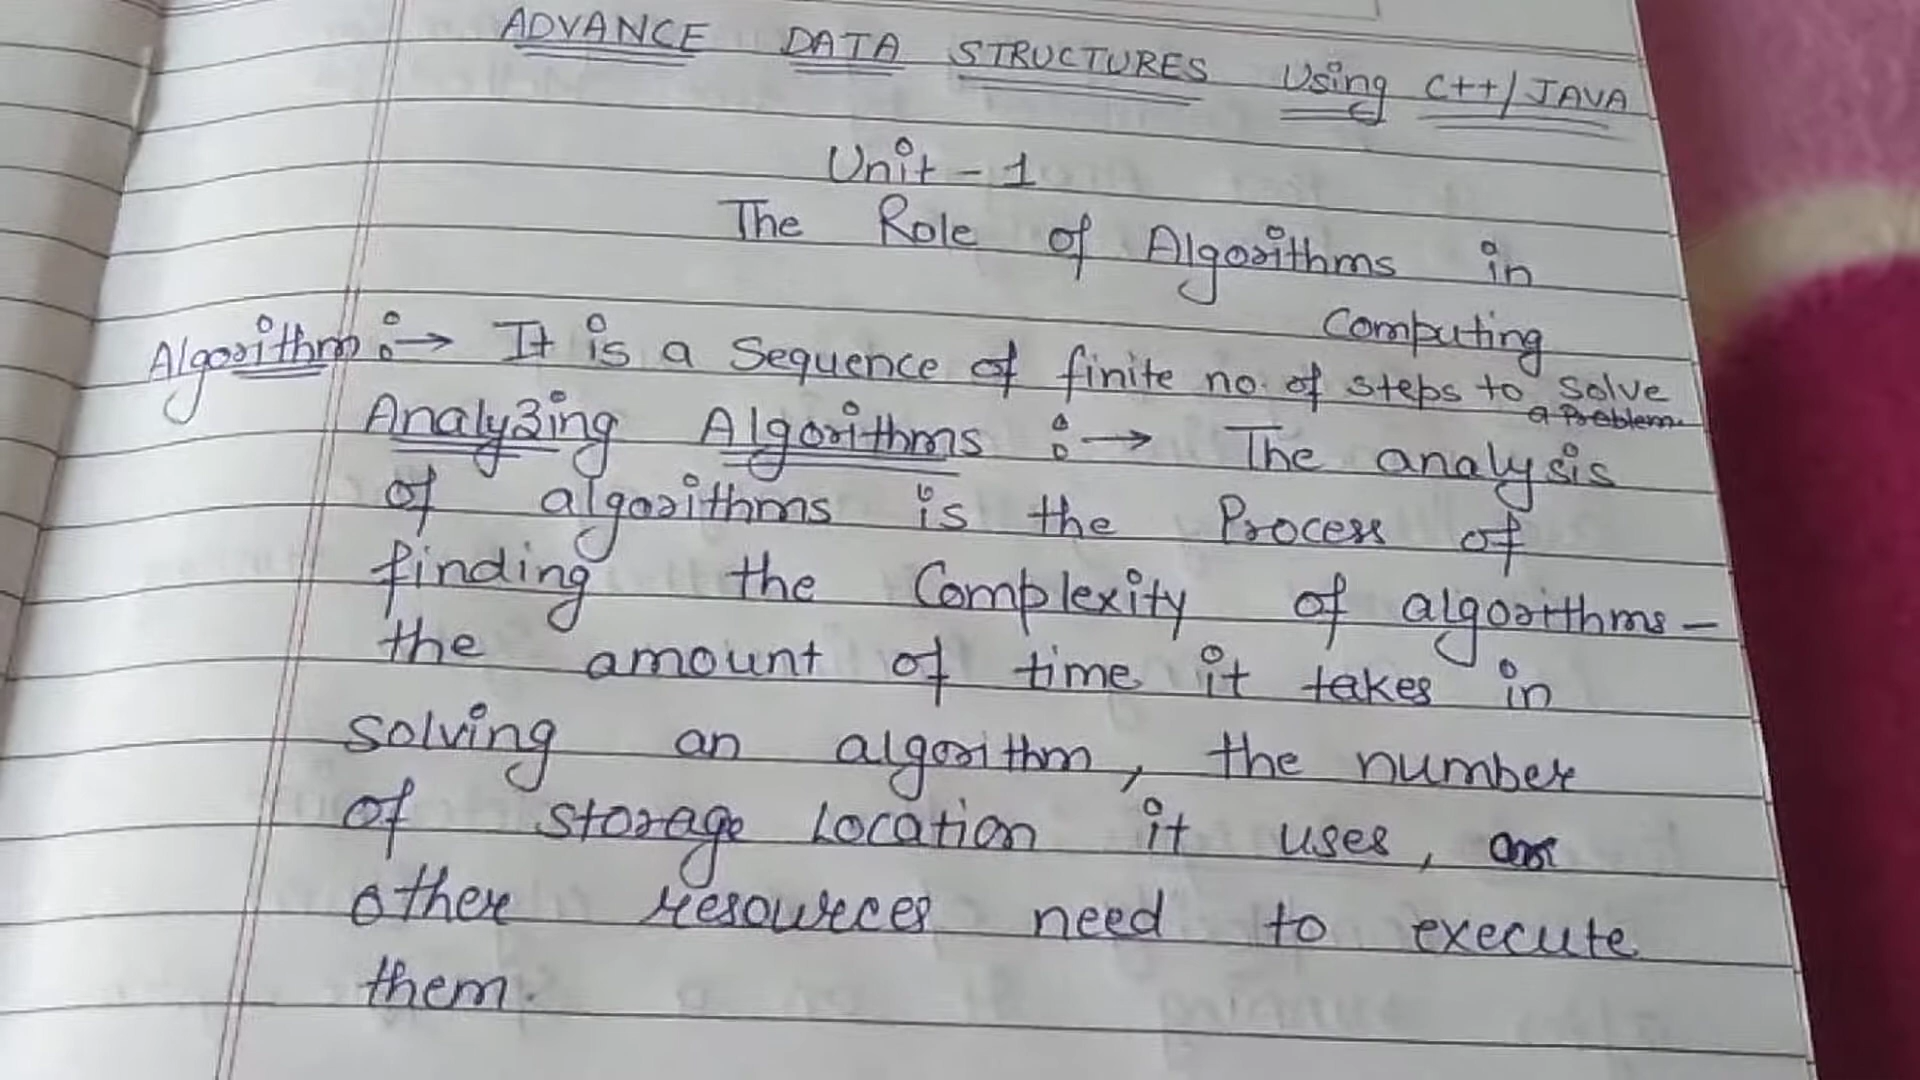 ADVANCE DATA STRUCTURES Using C++/JAVA
Unit - 1
The Role of Algorithms in
Computing
Algorithm :→ It is a Sequence of finite no. of steps to solve
a Problem.
Analyzing Algorithms :→ The analysis
of algorithms is the Process of
finding the Complexity of algorithms -
the amount of time it takes in
solving an algorithm, the number
of storage Location it uses, or
other resources need to execute
them.